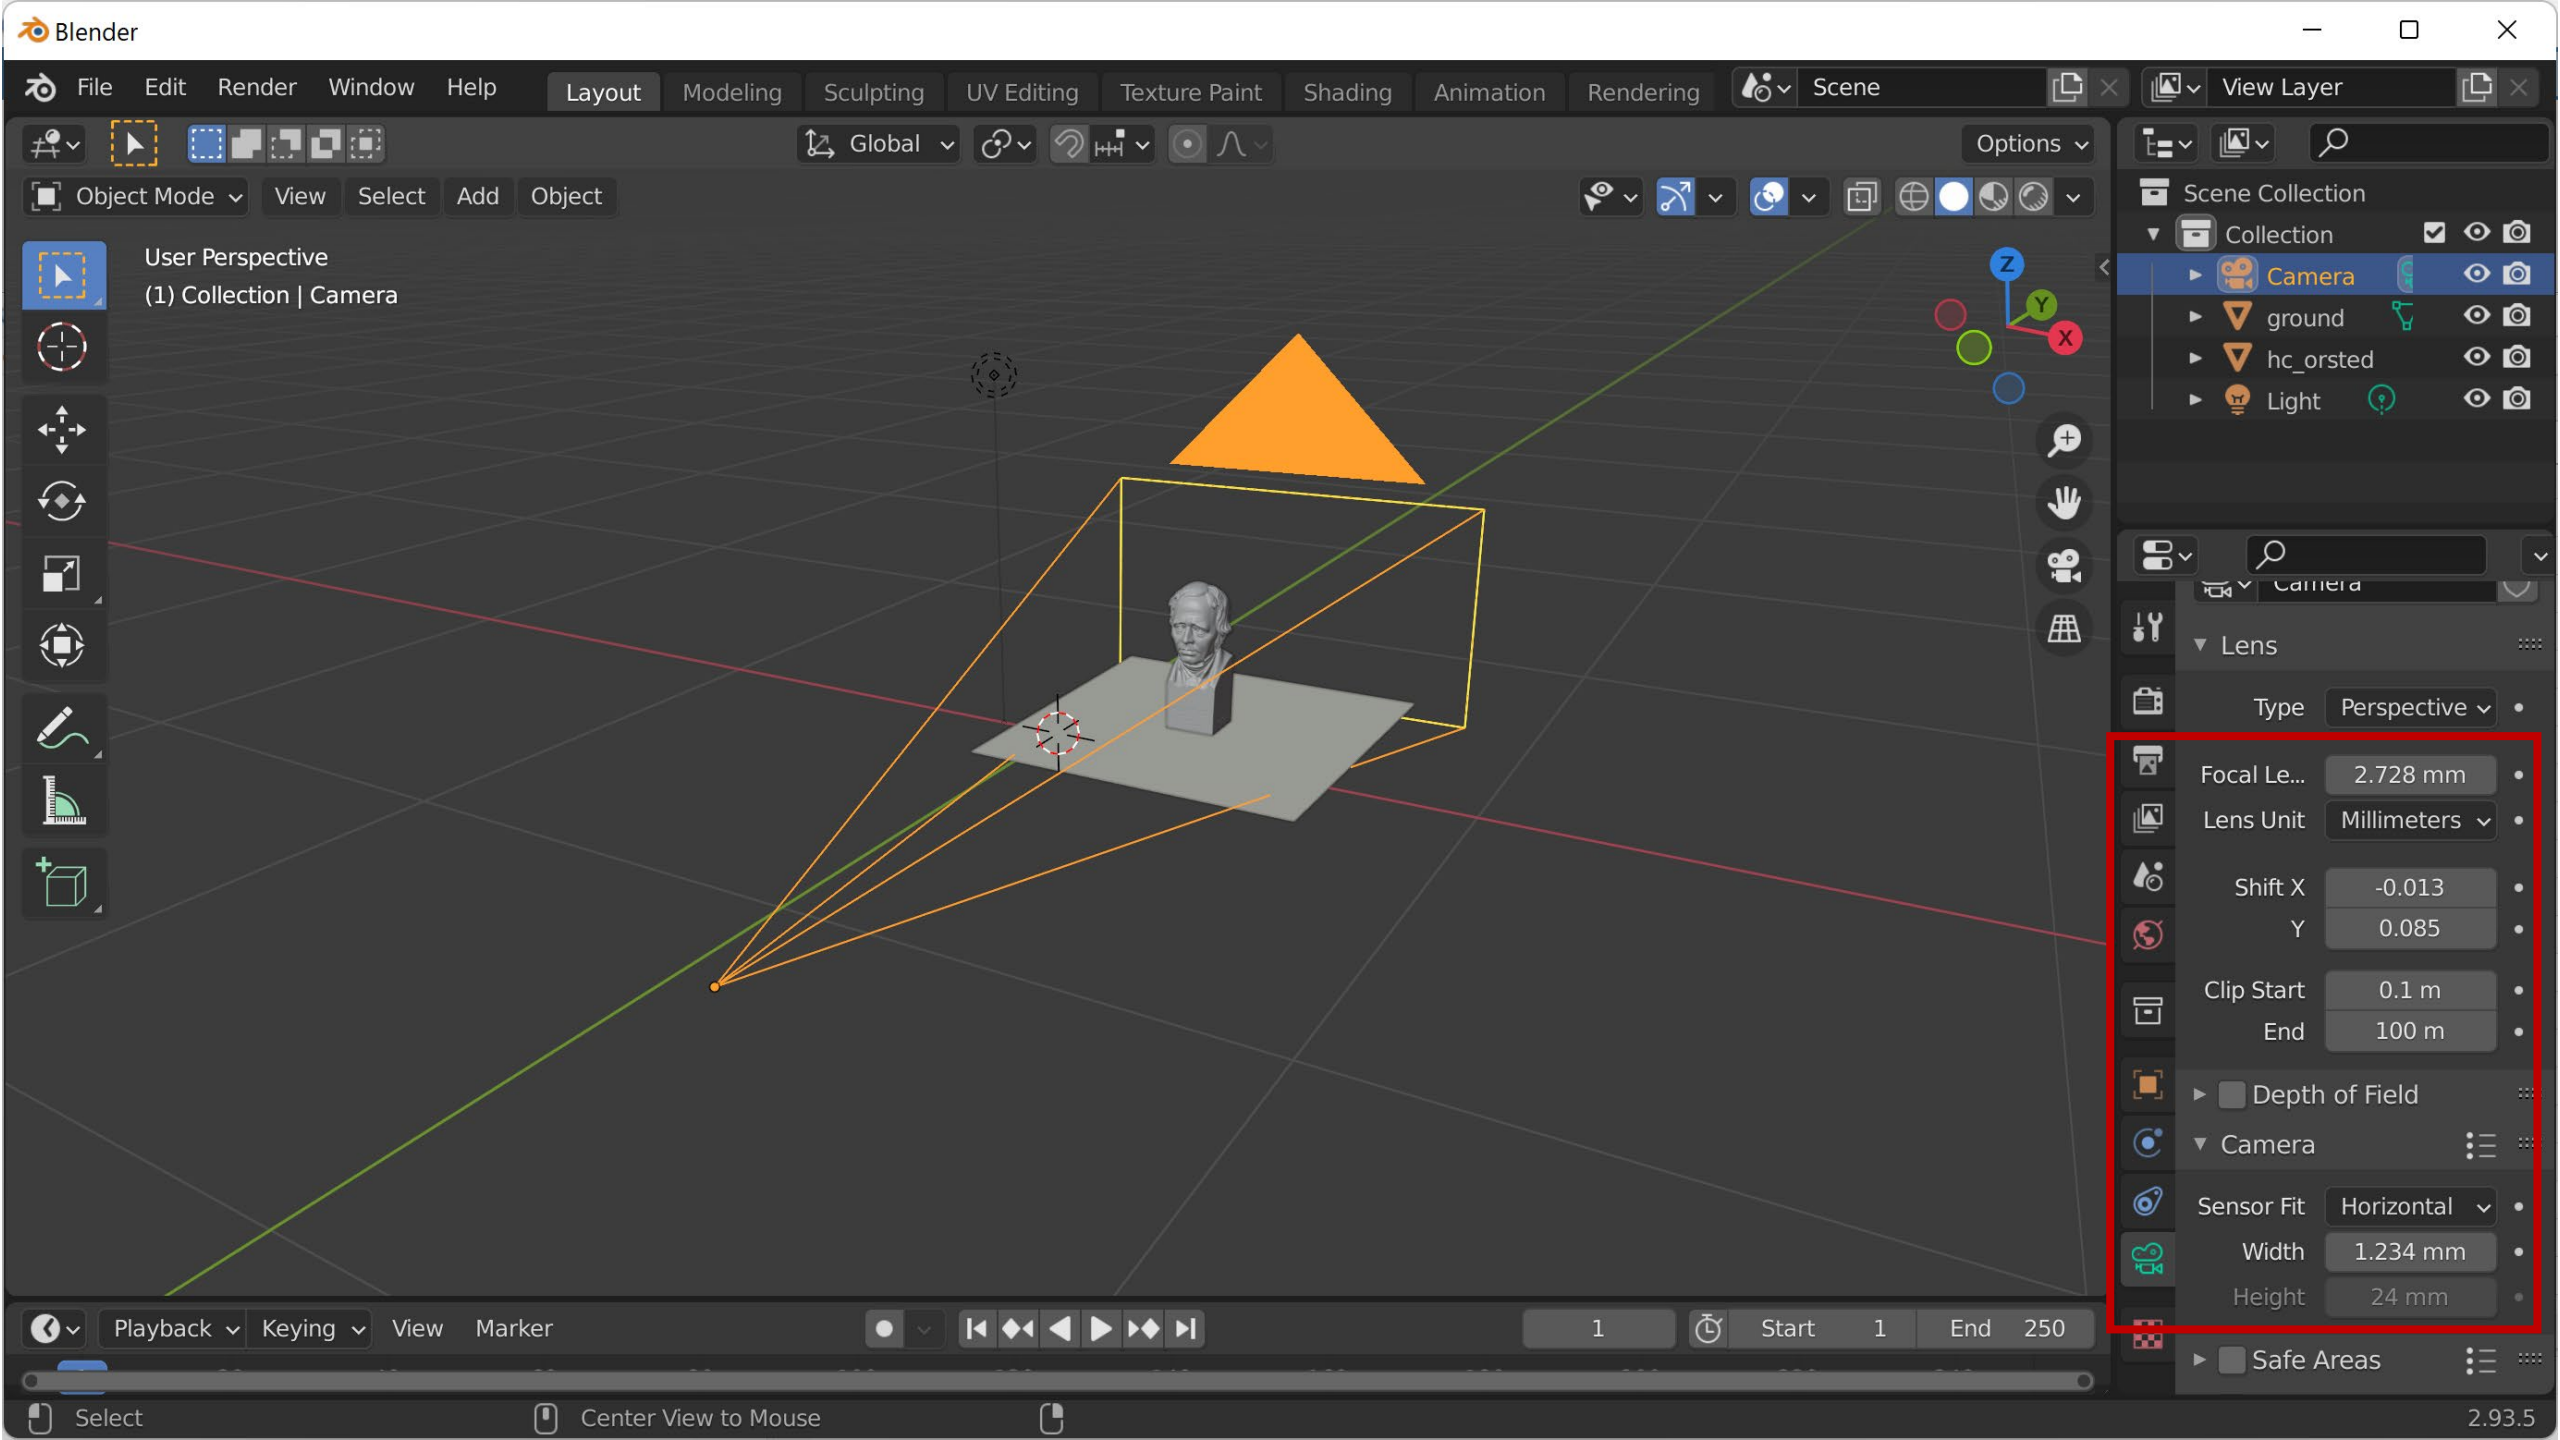 Blender
File Edit Render Window Help Layout Modeling Sculpting UV Editing Texture Paint Shading Animation Rendering Scene View Layer
Global Options
Object Mode View Select Add Object
User Perspective
(1) Collection | Camera
Z
Y
X
Scene Collection
Collection
Camera
ground
hc_orsted
Light
Camera
Lens
Type Perspective
Focal Le... 2.728 mm
Lens Unit Millimeters
Shift X -0.013
Y 0.085
Clip Start 0.1 m
End 100 m
Depth of Field
Camera
Sensor Fit Horizontal
Width 1.234 mm
Height 24 mm
Safe Areas
Playback Keying View Marker 1 Start 1 End 250
Select Center View to Mouse 2.93.5